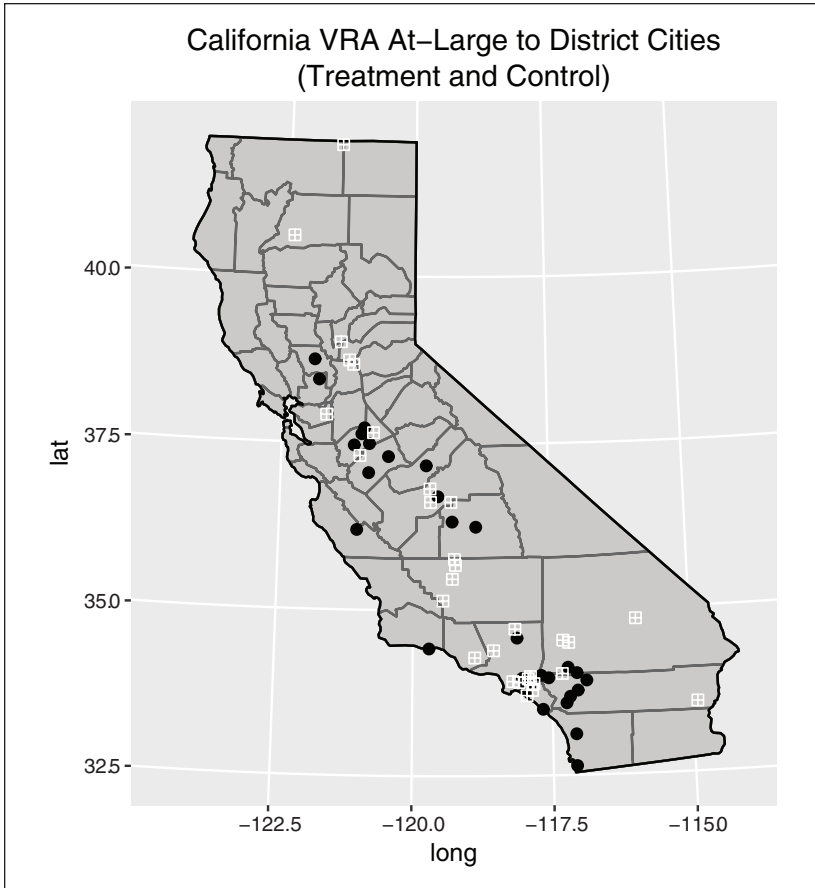 California VRA At−Large to District Cities
(Treatment and Control)
lat
40.0
37.5
35.0
32.5
−122.5
−120.0
−117.5
−115.0
long